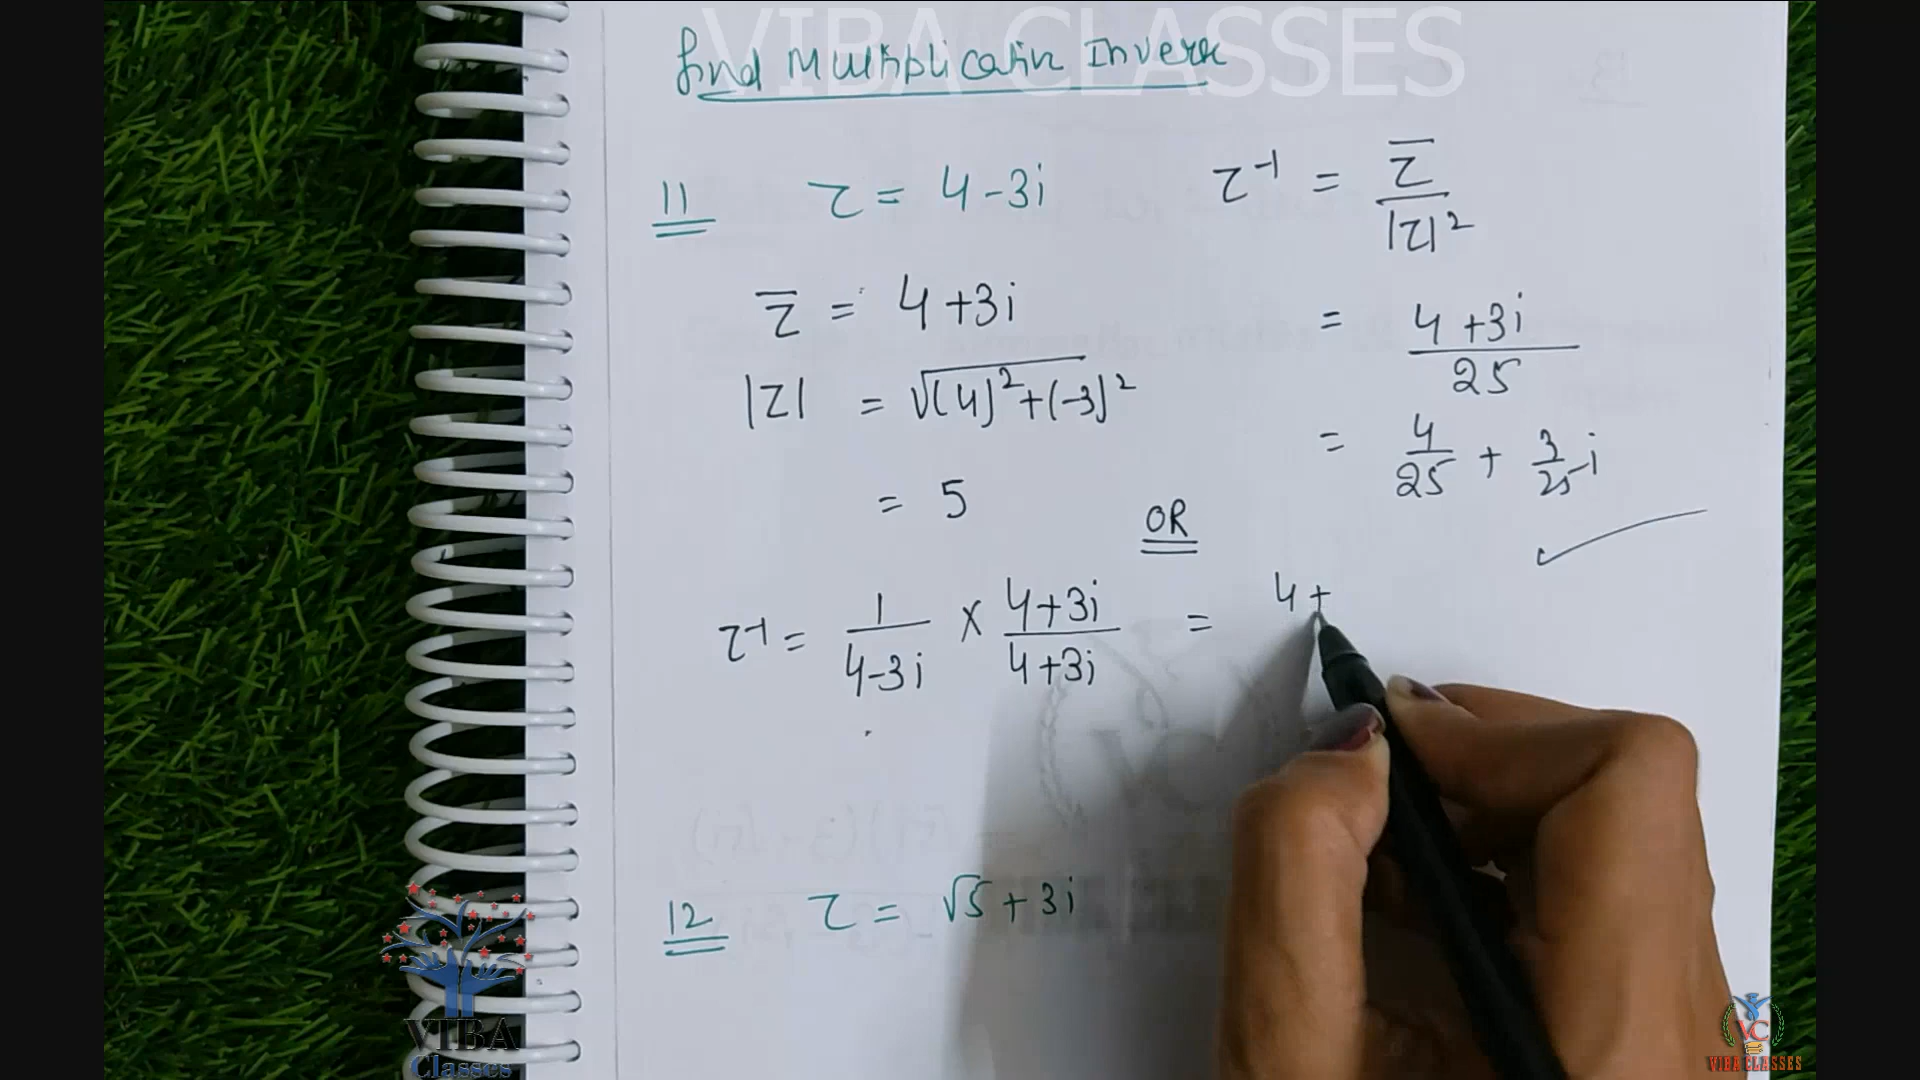 VIBA CLASSES
find Multiplicatin Inverse
11 z = 4-3i z⁻¹ = z̅/|z|²
z̅ = 4+3i = 4+3i/25
|z| = √(4)²+(-3)² = 4/25 + 3/25 i
= 5
OR
z⁻¹ = 1/4-3i × 4+3i/4+3i = 4+
12 z = √5 + 3i
VIBA
Classes
VC
VIBA CLASSES